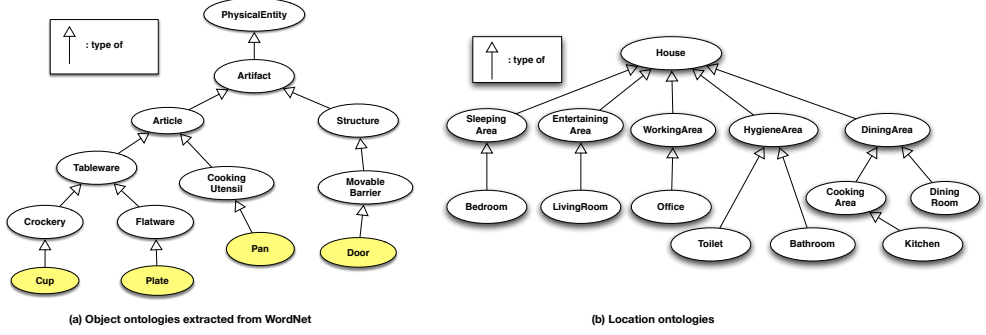 PhysicalEntity
: type of
Artifact
Article
Structure
Tableware
Cooking
Utensil
Movable
Barrier
Crockery
Flatware
Pan
Door
Cup
Plate
(a) Object ontologies extracted from WordNet
: type of
House
Sleeping
Area
Entertaining
Area
WorkingArea
HygieneArea
DiningArea
Cooking
Area
Dining
Room
Bedroom
LivingRoom
Office
Toilet
Bathroom
Kitchen
(b) Location ontologies